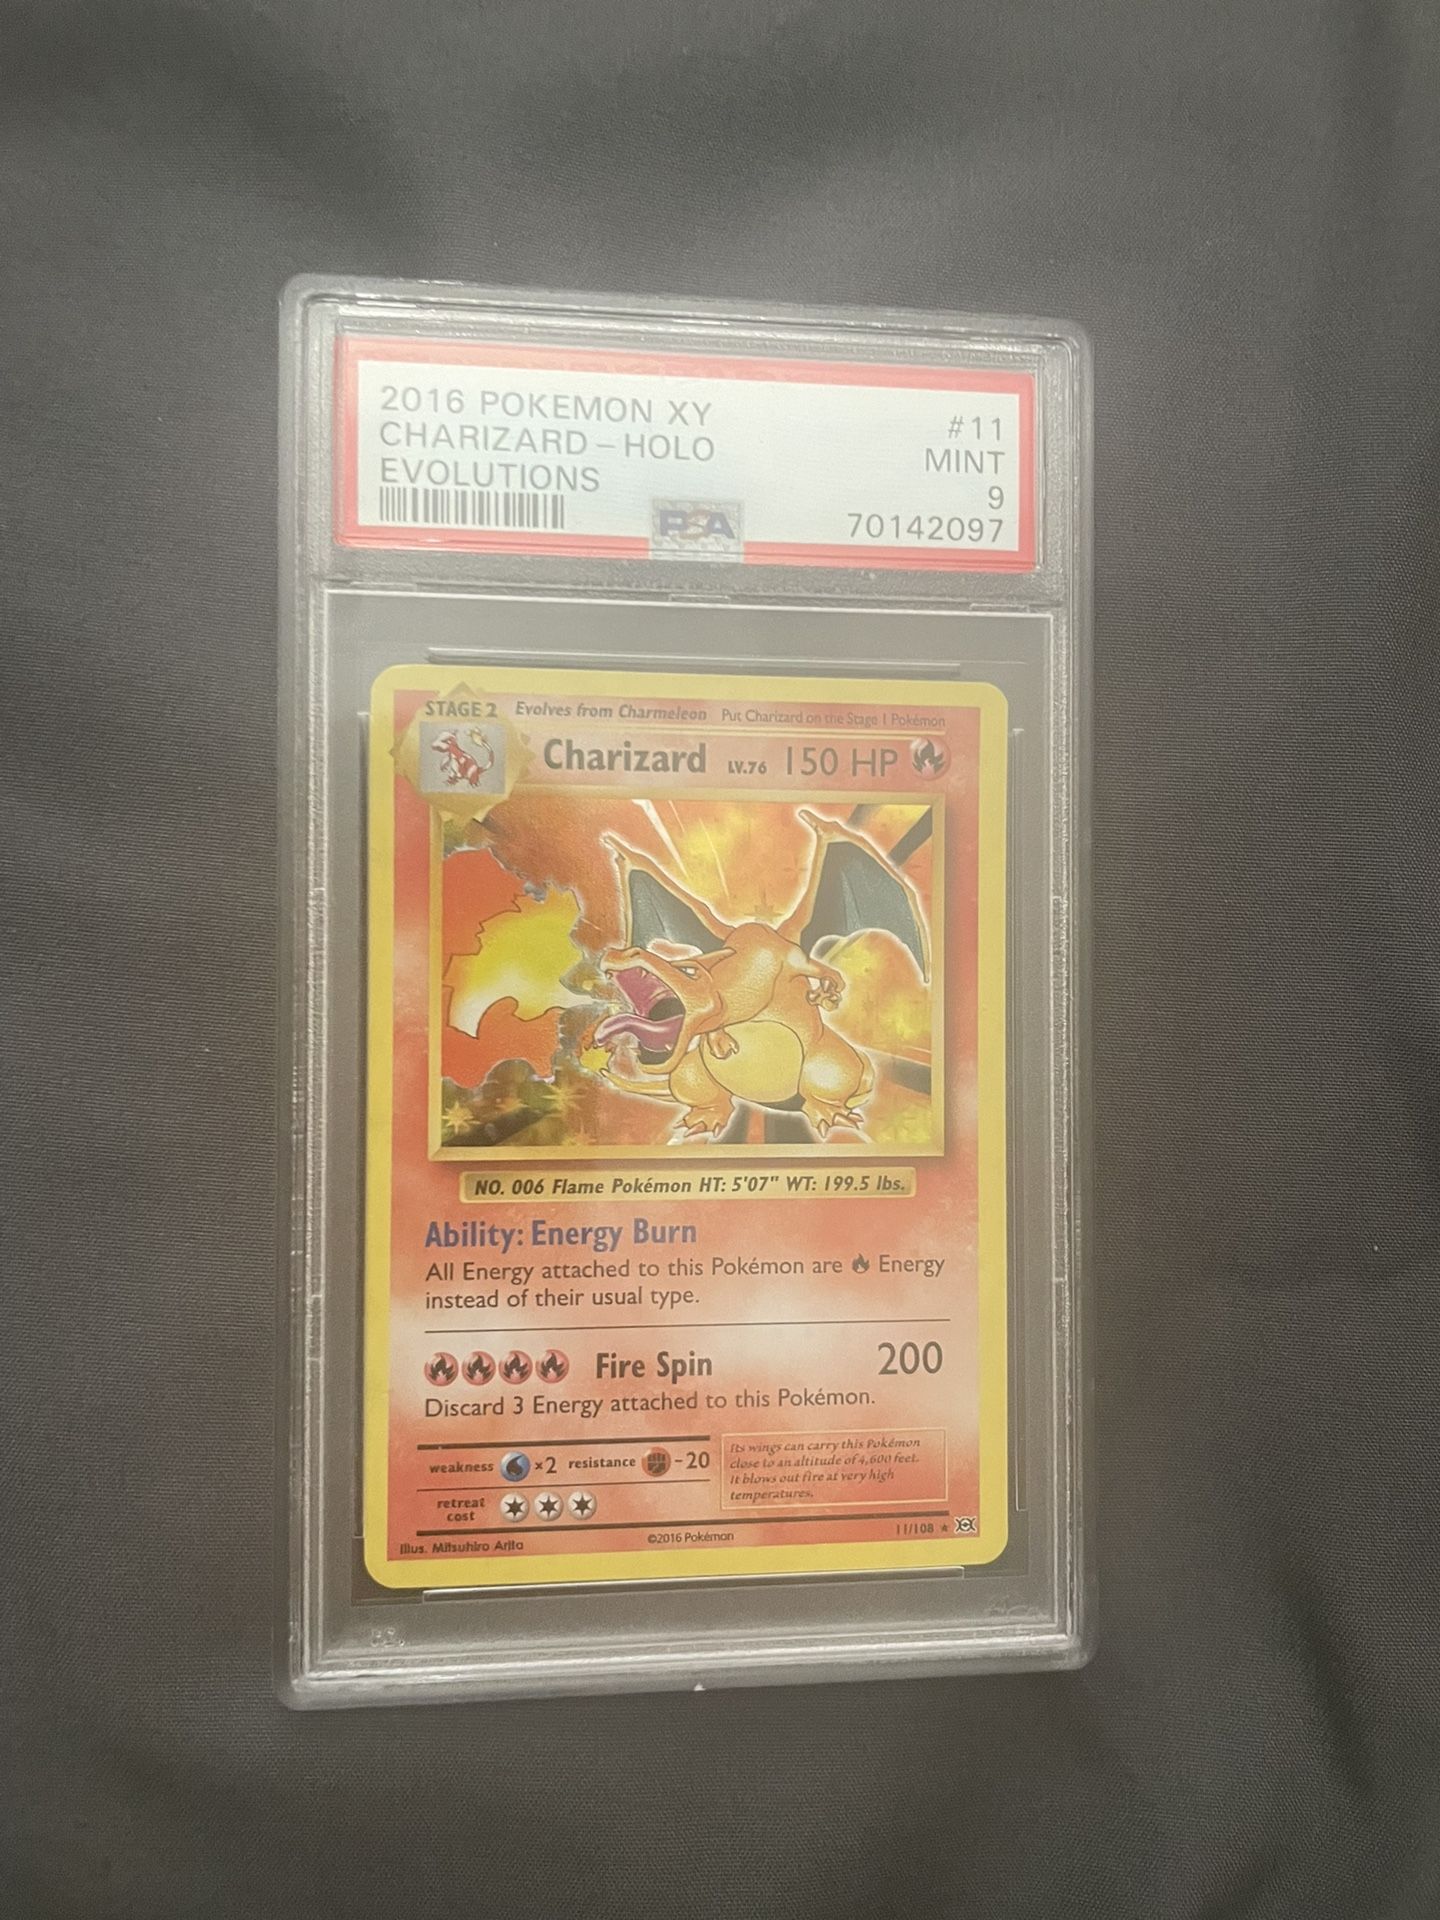 2016 POKEMON XY
CHARIZARD-HOLO
EVOLUTIONS
#11
MINT
9
70142097
PSA
STAGE 2 Evolves from Charmeleon Put Charizard on the Stage 1 Pokémon
Charizard LV.76 150 HP
NO. 006 Flame Pokémon HT: 5'07" WT: 199.5 lbs.
Ability: Energy Burn
All Energy attached to this Pokémon are Energy
instead of their usual type.
Fire Spin 200
Discard 3 Energy attached to this Pokémon.
weakness ×2 resistance -20
retreat
cost
Its wings can carry this Pokémon
close to an altitude of 4,600 feet.
It blows out fire at very high
temperatures.
Illus. Mitsuhiro Arita
©2016 Pokémon
11/108 ★